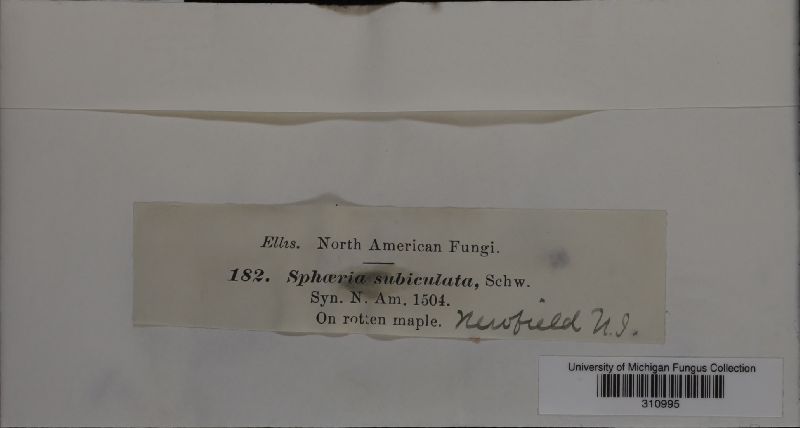 Ellis. North American Fungi.
182. Sphæria subiculata, Schw.
Syn. N. Am. 1504.
On rotten maple. Newfield N.J.
University of Michigan Fungus Collection
310995